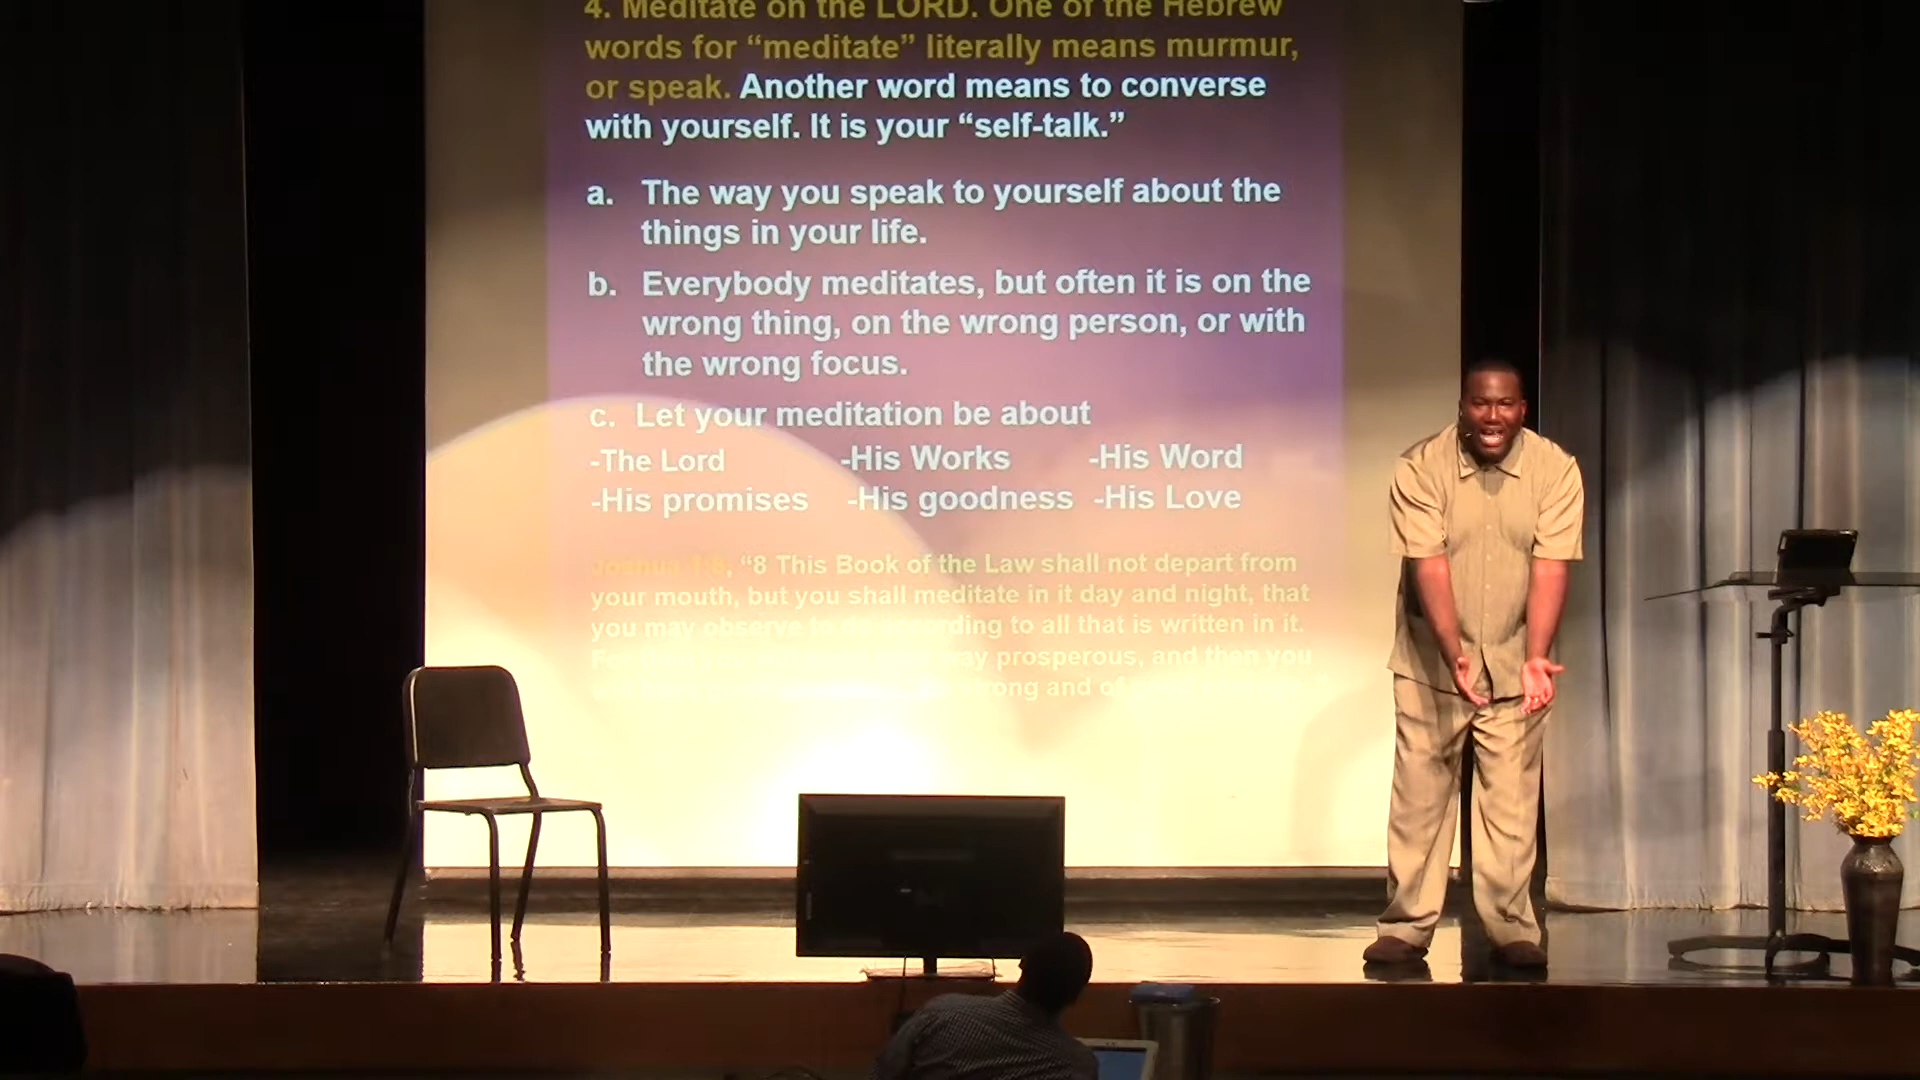 4. Meditate on the LORD. One of the Hebrew
words for “meditate” literally means murmur,
or speak. Another word means to converse
with yourself. It is your “self-talk.”
a. The way you speak to yourself about the
things in your life.
b. Everybody meditates, but often it is on the
wrong thing, on the wrong person, or with
the wrong focus.
c. Let your meditation be about
-The Lord -His Works -His Word
-His promises -His goodness -His Love
Joshua 1:8, “8 This Book of the Law shall not depart from
your mouth, but you shall meditate in it day and night, that
you may observe to do according to all that is written in it.
way prosperous, and then you
strong and of